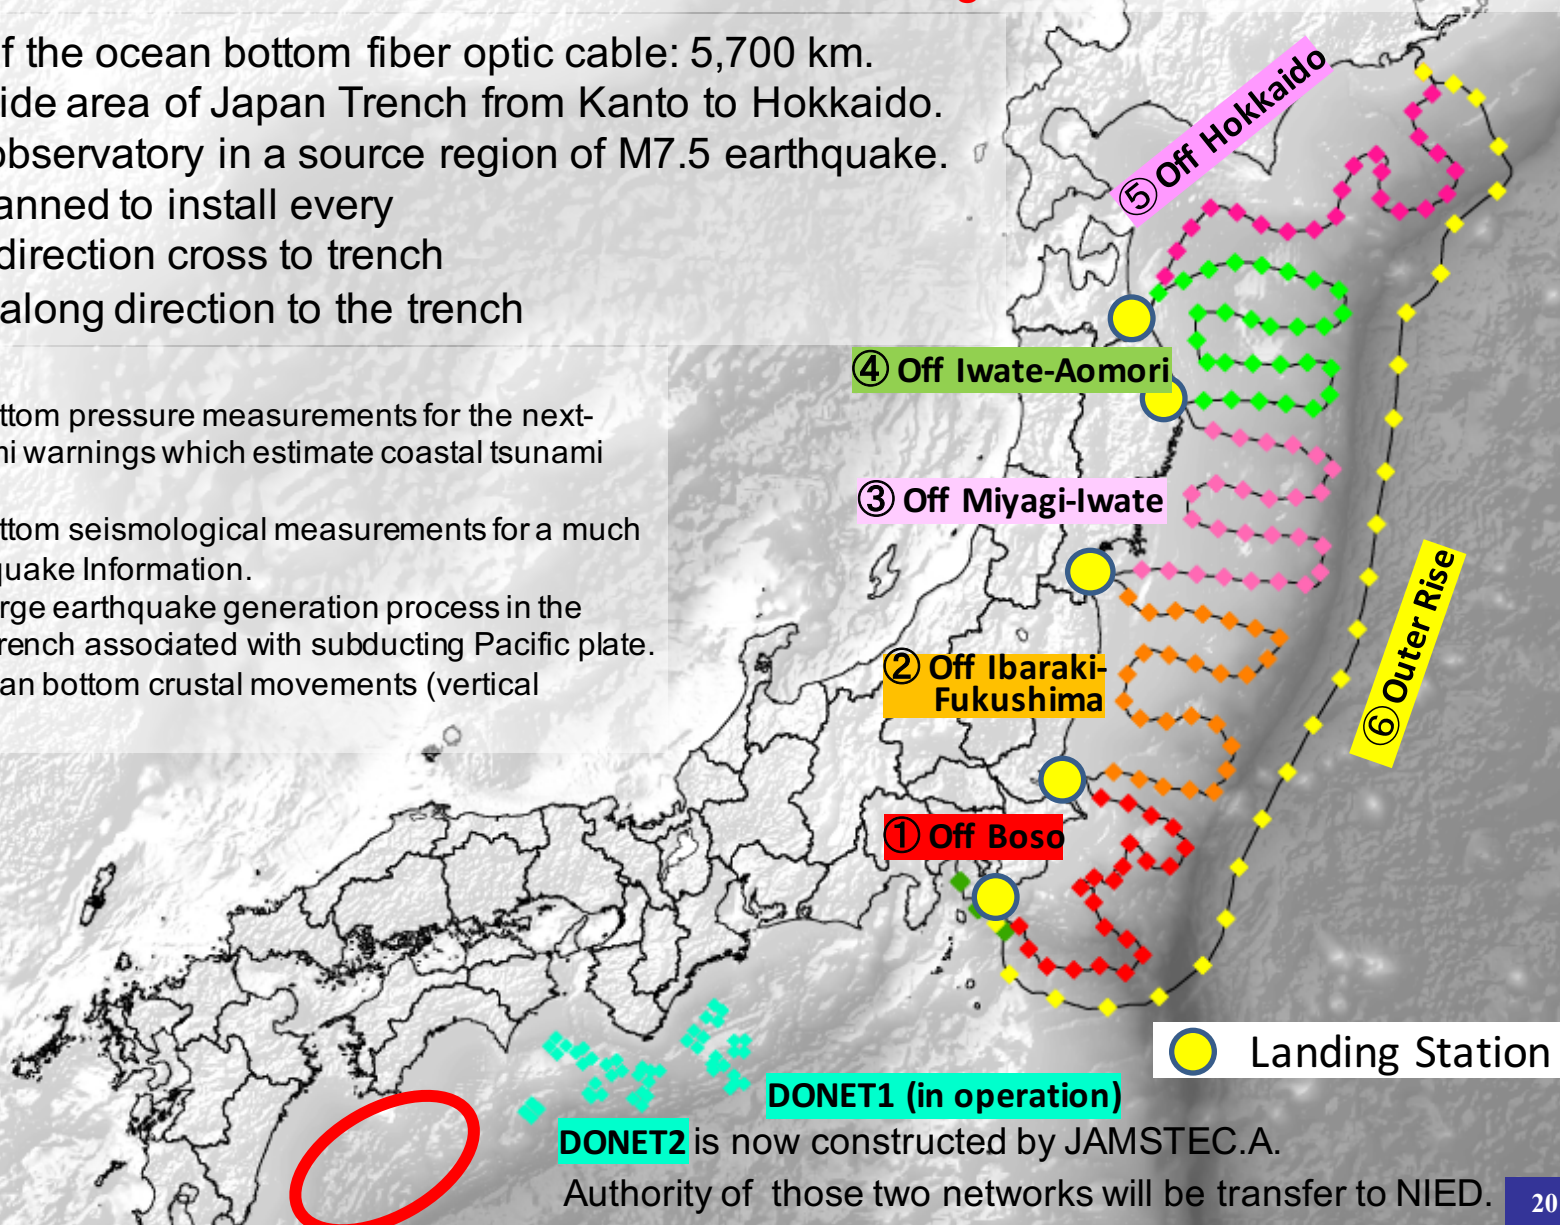 f the ocean bottom fiber optic cable: 5,700 km.
ide area of Japan Trench from Kanto to Hokkaido.
observatory in a source region of M7.5 earthquake.
anned to install every
direction cross to trench
along direction to the trench
ttom pressure measurements for the next-
ni warnings which estimate coastal tsunami
ttom seismological measurements for a much
quake Information.
rge earthquake generation process in the
rench associated with subducting Pacific plate.
an bottom crustal movements (vertical
⑤ Off Hokkaido
④ Off Iwate-Aomori
③ Off Miyagi-Iwate
② Off Ibaraki-
Fukushima
① Off Boso
⑥ Outer Rise
Landing Station
DONET1 (in operation)
DONET2 is now constructed by JAMSTEC.A.
Authority of those two networks will be transfer to NIED.
20